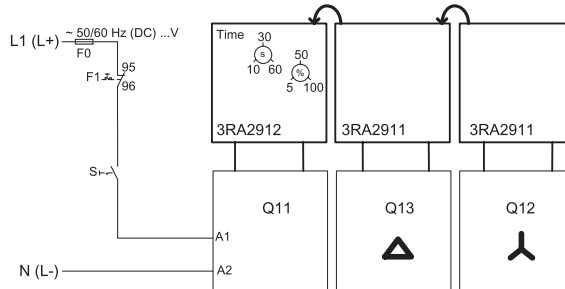 L1 (L+)
~ 50/60 Hz (DC) ...V
F0
F1
95
96
S
Time
30
s
10 60
50
%
5 100
3RA2912
3RA2911
3RA2911
Q11
Q13
Q12
A1
A2
N (L-)